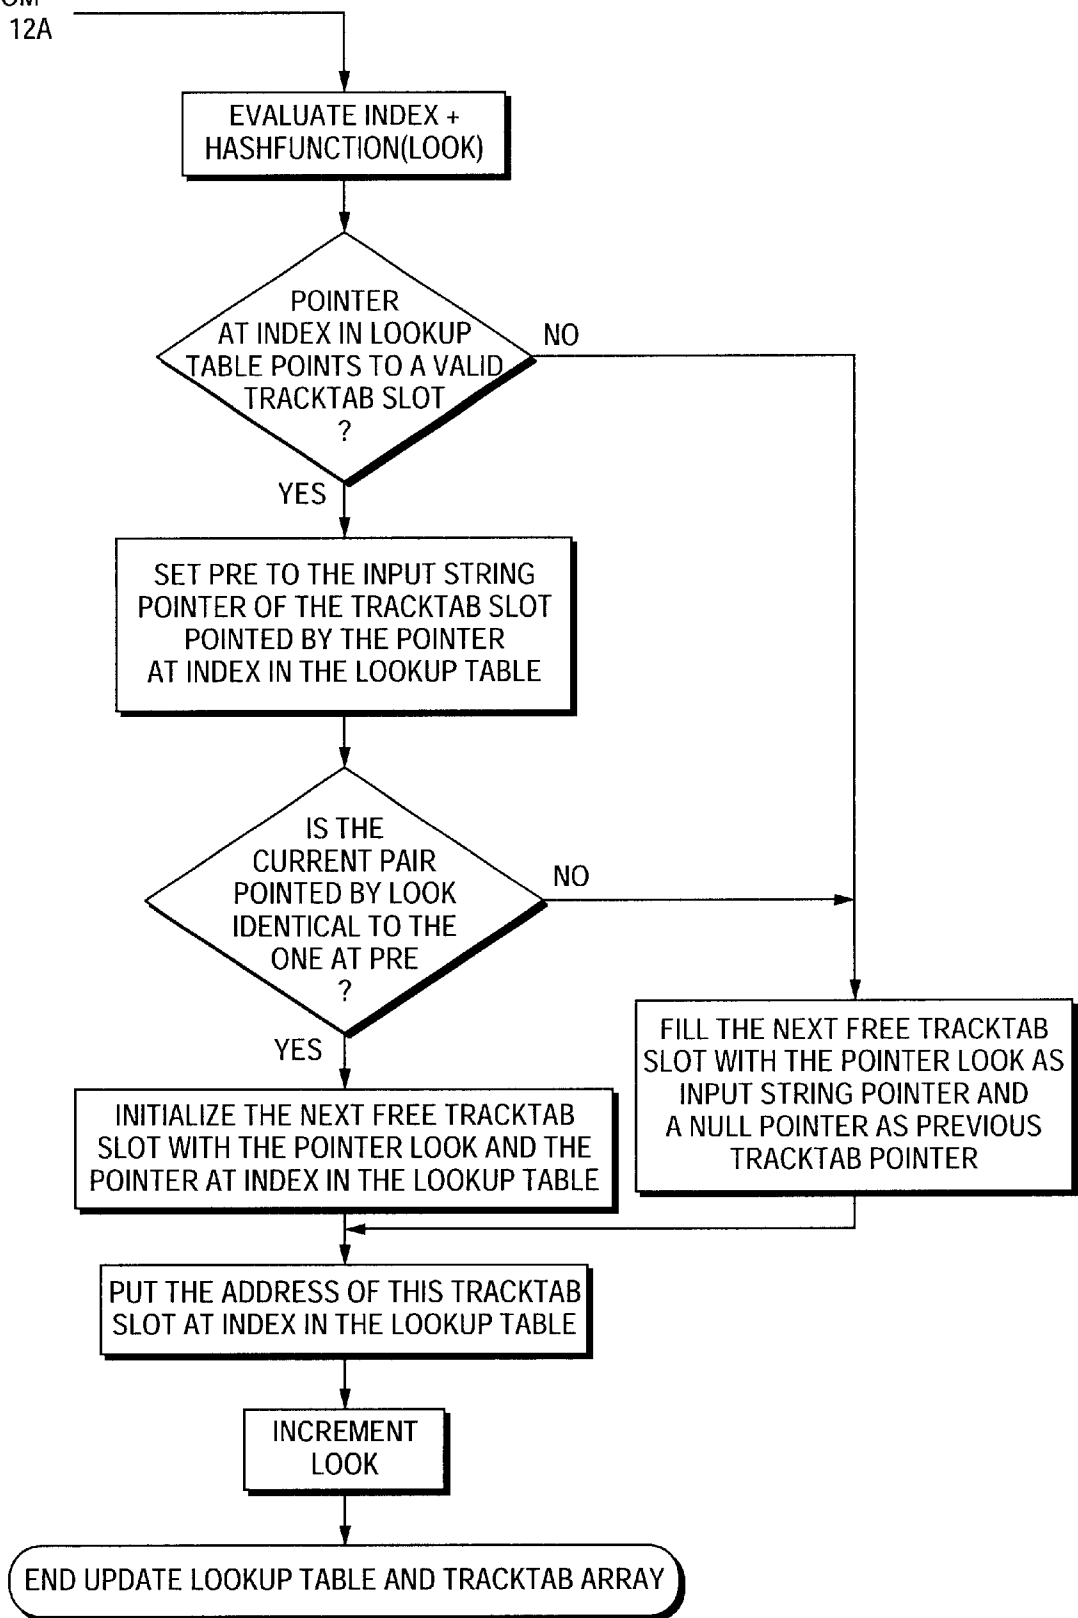 12A
EVALUATE INDEX +
HASHFUNCTION(LOOK)
POINTER
AT INDEX IN LOOKUP
TABLE POINTS TO A VALID
TRACKTAB SLOT
?
NO
YES
SET PRE TO THE INPUT STRING
POINTER OF THE TRACKTAB SLOT
POINTED BY THE POINTER
AT INDEX IN THE LOOKUP TABLE
IS THE
CURRENT PAIR
POINTED BY LOOK
IDENTICAL TO THE
ONE AT PRE
?
NO
YES
FILL THE NEXT FREE TRACKTAB
SLOT WITH THE POINTER LOOK AS
INPUT STRING POINTER AND
A NULL POINTER AS PREVIOUS
TRACKTAB POINTER
INITIALIZE THE NEXT FREE TRACKTAB
SLOT WITH THE POINTER LOOK AND THE
POINTER AT INDEX IN THE LOOKUP TABLE
PUT THE ADDRESS OF THIS TRACKTAB
SLOT AT INDEX IN THE LOOKUP TABLE
INCREMENT
LOOK
END UPDATE LOOKUP TABLE AND TRACKTAB ARRAY